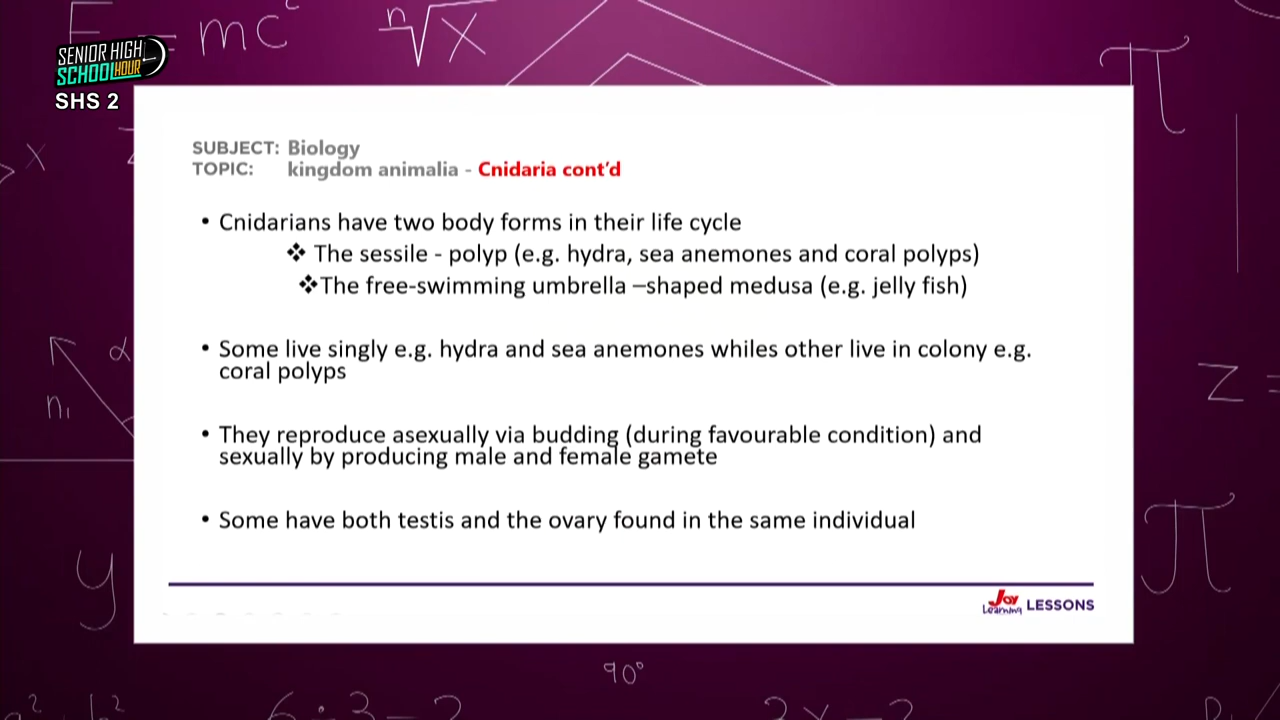 E = mc²
ⁿ√x
π
SENIOR HIGH
SCHOOL HOUR
SHS 2
x
SUBJECT: Biology
TOPIC: kingdom animalia - Cnidaria cont'd
• Cnidarians have two body forms in their life cycle
❖ The sessile - polyp (e.g. hydra, sea anemones and coral polyps)
❖The free-swimming umbrella –shaped medusa (e.g. jelly fish)
• Some live singly e.g. hydra and sea anemones whiles other live in colony e.g.
coral polyps
α
n₁
z =
• They reproduce asexually via budding (during favourable condition) and
sexually by producing male and female gamete
• Some have both testis and the ovary found in the same individual
π
y
Joy Learning LESSONS
90°